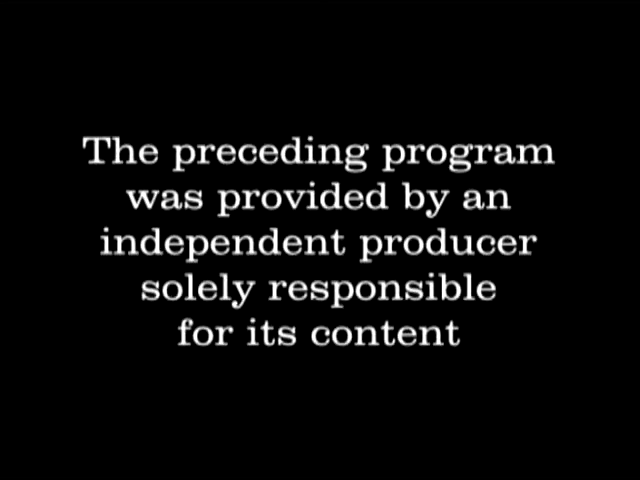 The preceding program
was provided by an
independent producer
solely responsible
for its content